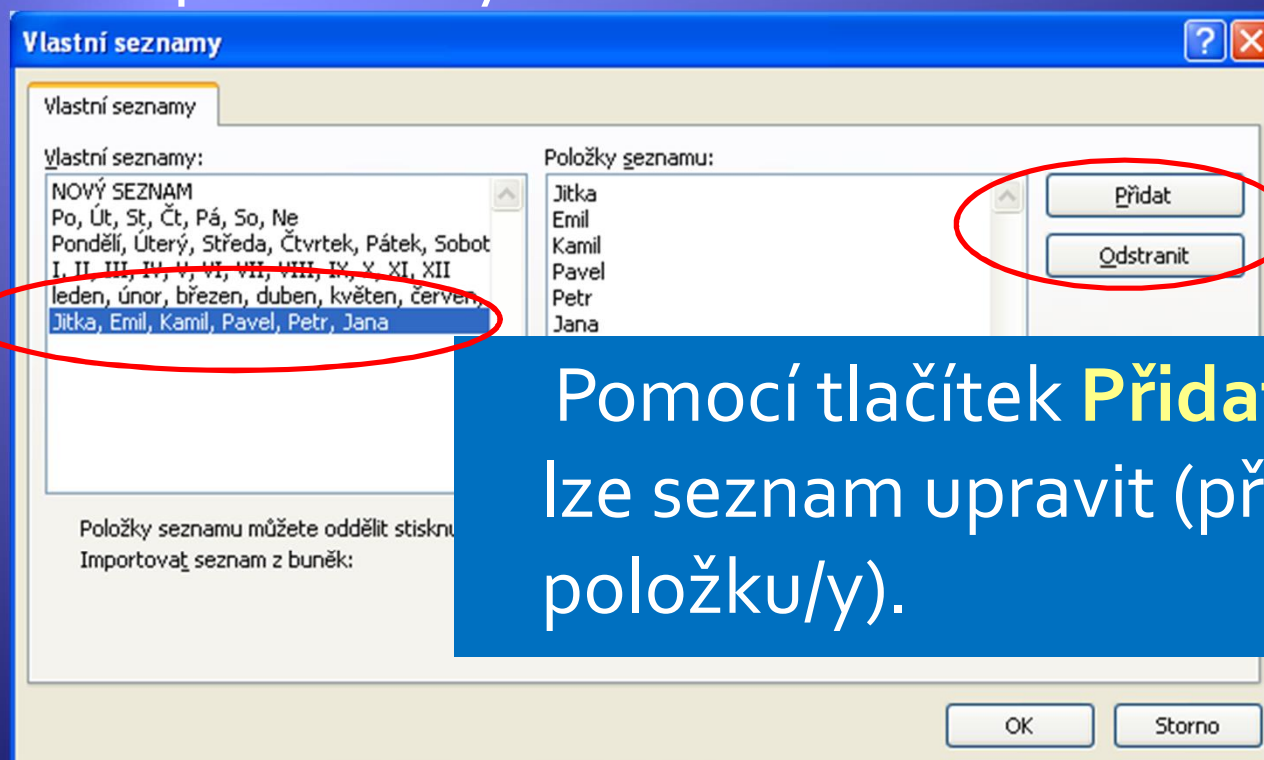 Vlastní seznamy
Vlastní seznamy
Vlastní seznamy:
NOVÝ SEZNAM
Po, Út, St, Čt, Pá, So, Ne
Pondělí, Úterý, Středa, Čtvrtek, Pátek, Sobot
I, II, III, IV, V, VI, VII, VIII, IX, X, XI, XII
leden, únor, březen, duben, květen, červen,
Jitka, Emil, Kamil, Pavel, Petr, Jana
Položky seznamu:
Jitka
Emil
Kamil
Pavel
Petr
Jana
Přidat
Odstranit
Pomocí tlačítek Přidat
lze seznam upravit (př
položku/y).
Položky seznamu můžete oddělit stisknu
Importovat seznam z buněk:
OK
Storno